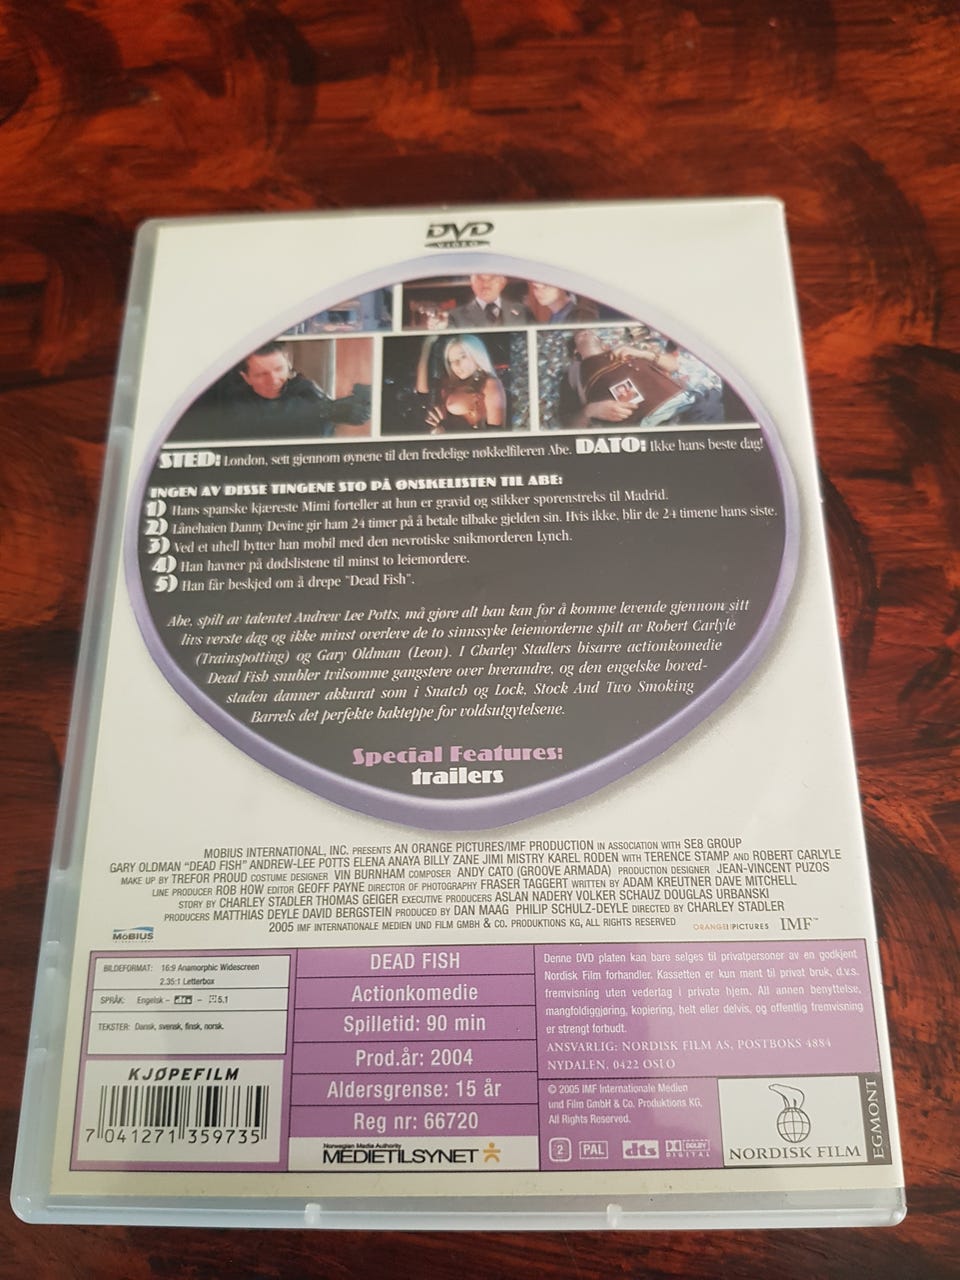 DVD
VIDEO
STED: London, sett gjennom øynene til den fredelige nøkkelfileren Abe. DATO: Ikke hans beste dag!
INGEN AV DISSE TINGENE STO PÅ ØNSKELISTEN TIL ABE:
1) Hans spanske kjæreste Mimi forteller at hun er gravid og stikker sporenstreks til Madrid.
2) Lånehaien Danny Devine gir ham 24 timer på å betale tilbake gjelden sin. Hvis ikke, blir de 24 timene hans siste.
3) Ved et uhell bytter han mobil med den nevrotiske snikmorderen Lynch.
4) Han havner på dødslistene til minst to leiemordere.
5) Han får beskjed om å drepe "Dead Fish".
Abe, spilt av talentet Andrew Lee Potts, må gjøre alt han kan for å komme levende gjennom sitt
livs verste dag og ikke minst overleve de to sinnssyke leiemorderne spilt av Robert Carlyle
(Trainspotting) og Gary Oldman (Leon). I Charley Stadlers bisarre actionkomedie
Dead Fish snubler tvilsomme gangstere over hverandre, og den engelske hoved-
staden danner akkurat som i Snatch og Lock, Stock And Two Smoking
Barrels det perfekte bakteppe for voldsutgytelsene.
Special Features:
trailers
MOBIUS INTERNATIONAL, INC. PRESENTS AN ORANGE PICTURES/IMF PRODUCTION IN ASSOCIATION WITH SE8 GROUP
GARY OLDMAN "DEAD FISH" ANDREW-LEE POTTS ELENA ANAYA BILLY ZANE JIMI MISTRY KAREL RODEN WITH TERENCE STAMP AND ROBERT CARLYLE
MAKE UP BY TREFOR PROUD COSTUME DESIGNER VIN BURNHAM COMPOSER ANDY CATO (GROOVE ARMADA) PRODUCTION DESIGNER JEAN-VINCENT PUZOS
LINE PRODUCER ROB HOW EDITOR GEOFF PAYNE DIRECTOR OF PHOTOGRAPHY FRASER TAGGERT WRITTEN BY ADAM KREUTNER DAVE MITCHELL
STORY BY CHARLEY STADLER THOMAS GEIGER EXECUTIVE PRODUCERS ASLAN NADERY VOLKER SCHAUZ DOUGLAS URBANSKI
PRODUCERS MATTHIAS DEYLE DAVID BERGSTEIN PRODUCED BY DAN MAAG PHILIP SCHULZ-DEYLE DIRECTED BY CHARLEY STADLER
2005 IMF INTERNATIONALE MEDIEN UND FILM GMBH & CO. PRODUKTIONS KG, ALL RIGHTS RESERVED
MOBIUS
INTERNATIONAL
ORANGE PICTURES
IMF™
BILDEFORMAT: 16:9 Anamorphic Widescreen
2.35:1 Letterbox
SPRÅK: Engelsk - dts - 5.1
TEKSTER: Dansk, svensk, finsk, norsk.
KJØPEFILM
7 041271 359735
DEAD FISH
Actionkomedie
Spilletid: 90 min
Prod.år: 2004
Aldersgrense: 15 år
Reg nr: 66720
Norwegian Media Authority
MEDIETILSYNET
Denne DVD platen kan bare selges til privatpersoner av en godkjent
Nordisk Film forhandler. Kassetten er kun ment til privat bruk, d.v.s.
fremvisning uten vederlag i private hjem. All annen benyttelse,
mangfoldiggjøring, kopiering, helt eller delvis, og offentlig fremvisning
er strengt forbudt.
ANSVARLIG: NORDISK FILM AS, POSTBOKS 4884
NYDALEN, 0422 OSLO
© 2005 IMF Internationale Medien
und Film GmbH & Co. Produktions KG.
All Rights Reserved.
2 PAL dts DOLBY DIGITAL
NORDISK FILM
EGMONT